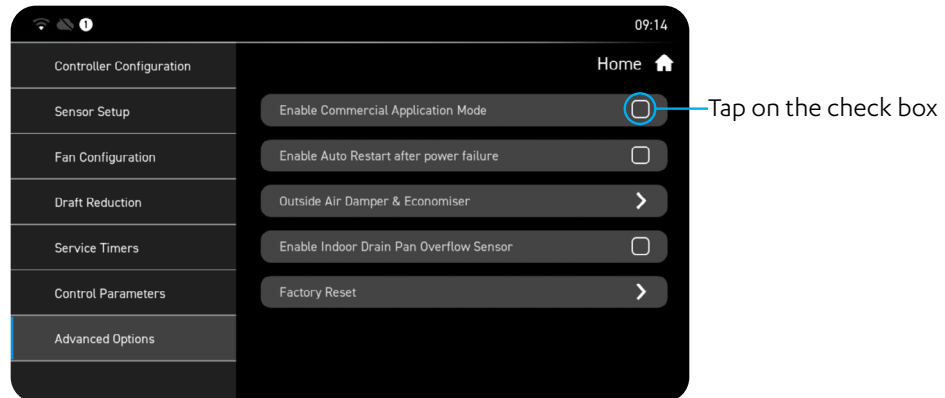 1 09:14
Home
Controller Configuration
Sensor Setup
Fan Configuration
Draft Reduction
Service Timers
Control Parameters
Advanced Options
Enable Commercial Application Mode
Tap on the check box
Enable Auto Restart after power failure
Outside Air Damper & Economiser
Enable Indoor Drain Pan Overflow Sensor
Factory Reset